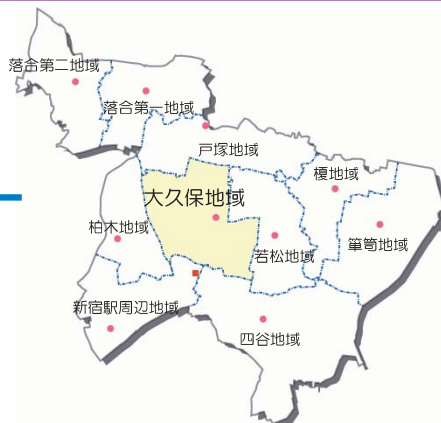 落合第二地域
落合第一地域
戸塚地域
榎地域
大久保地域
柏木地域
若松地域
箪笥地域
新宿駅周辺地域
四谷地域